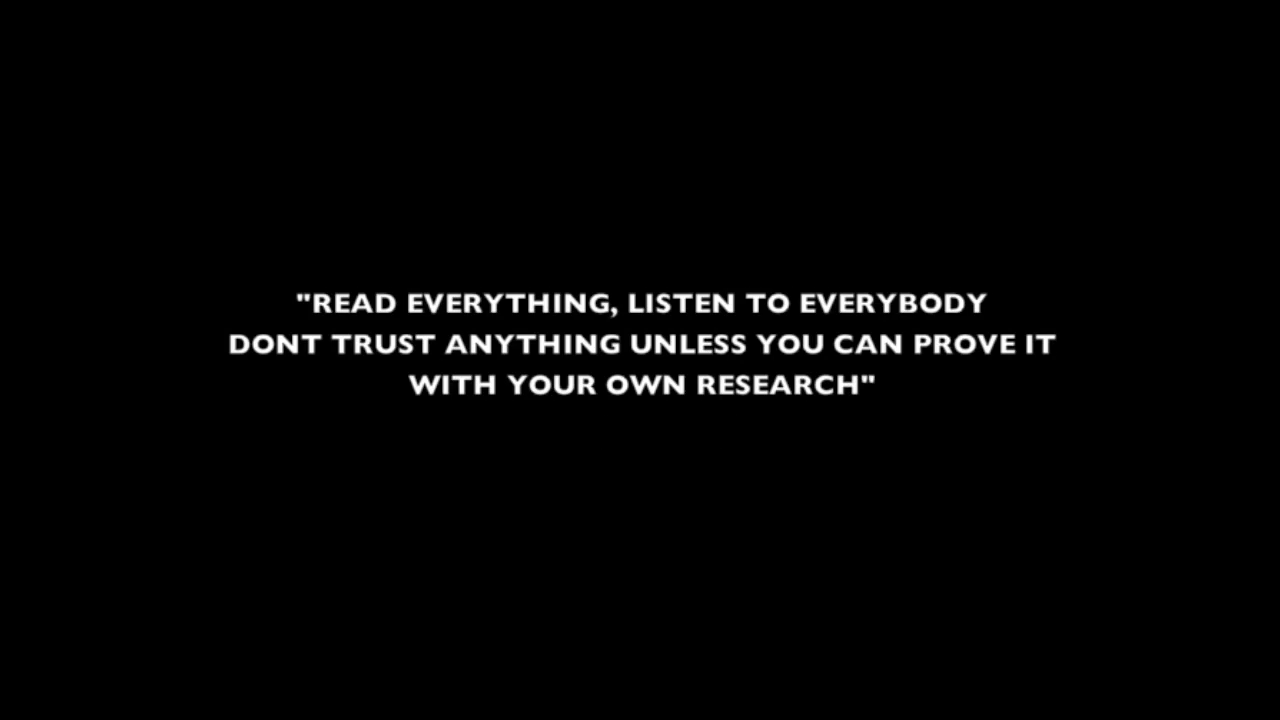 "READ EVERYTHING, LISTEN TO EVERYBODY
DONT TRUST ANYTHING UNLESS YOU CAN PROVE IT
WITH YOUR OWN RESEARCH"